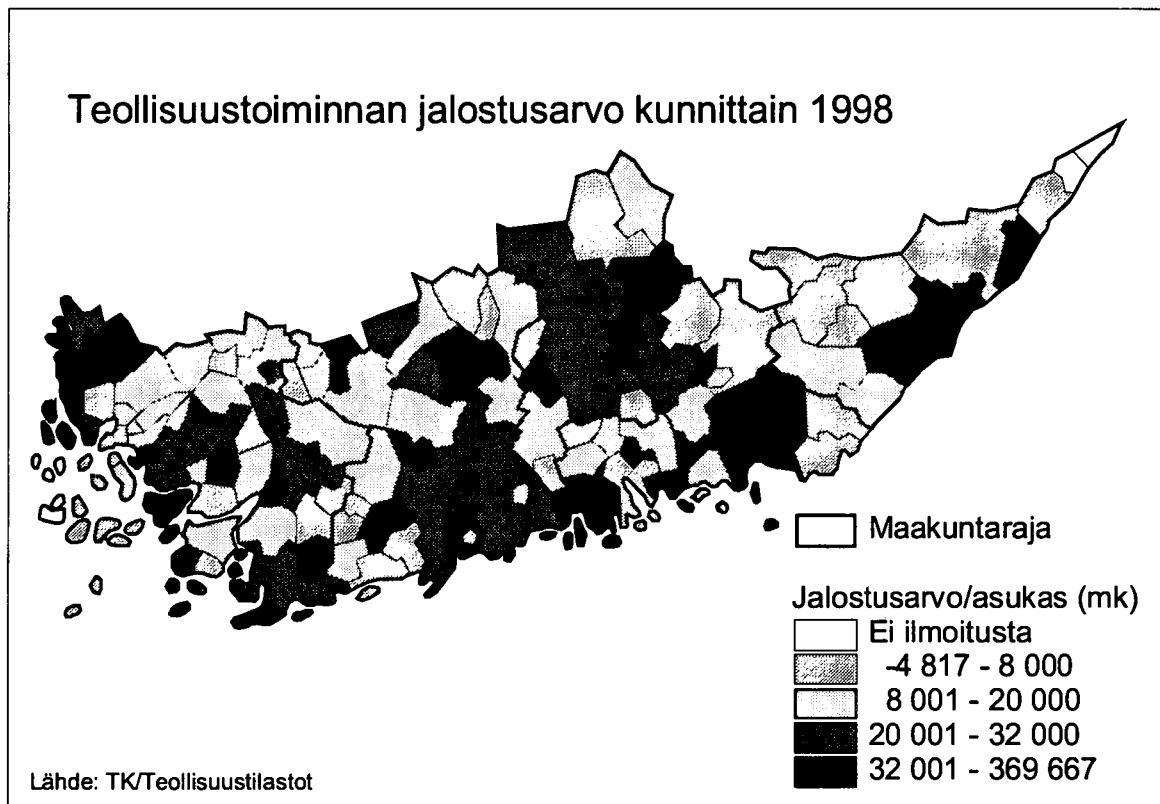 Teollisuustoiminnan jalostusarvo kunnittain 1998
Maakuntaraja
Jalostusarvo/asukas (mk)
Ei ilmoitusta
-4 817 - 8 000
8 001 - 20 000
20 001 - 32 000
32 001 - 369 667
Lähde: TK/Teollisuustilastot